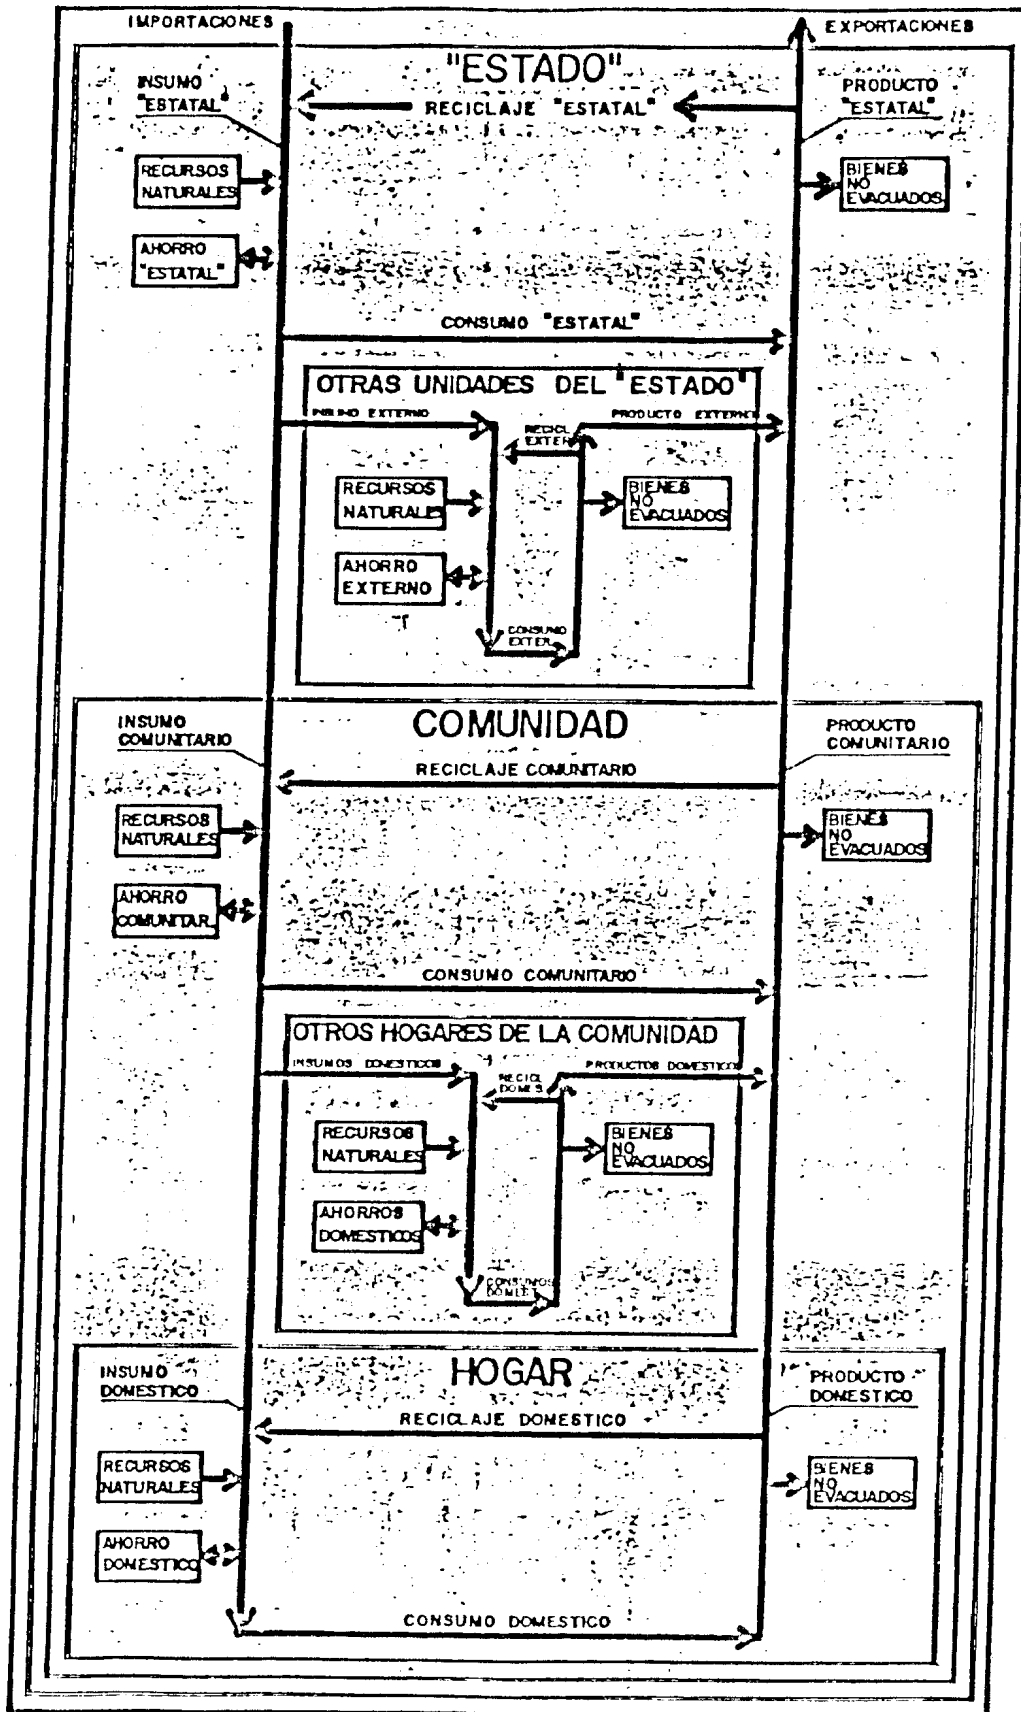 IMPORTACIONES
EXPORTACIONES
"ESTADO"
INSUMO
"ESTATAL"
RECICLAJE "ESTATAL"
PRODUCTO
"ESTATAL"
RECURSOS
NATURALES
BIENES
NO
EVACUADOS
AHORRO
"ESTATAL"
CONSUMO "ESTATAL"
OTRAS UNIDADES DEL "ESTADO"
INSUMO EXTERNO
RECICL
EXTER
PRODUCTO EXTERNO
RECURSOS
NATURALES
BIENES
NO
EVACUADOS
AHORRO
EXTERNO
CONSUMO
EXTER
COMUNIDAD
INSUMO
COMUNITARIO
PRODUCTO
COMUNITARIO
RECICLAJE COMUNITARIO
RECURSOS
NATURALES
BIENES
NO
EVACUADOS
AHORRO
COMUNITAR.
CONSUMO COMUNITARIO
OTROS HOGARES DE LA COMUNIDAD
INSUMOS DOMESTICOS
RECICL
DOMES.
PRODUCTOS DOMESTICOS
RECURSOS
NATURALES
BIENES
NO
EVACUADOS
AHORROS
DOMESTICOS
CONSUMOS
DOMEST
HOGAR
INSUMO
DOMESTICO
PRODUCTO
DOMESTICO
RECICLAJE DOMESTICO
RECURSOS
NATURALES
BIENES
NO
EVACUADOS
AHORRO
DOMESTICO
CONSUMO DOMESTICO